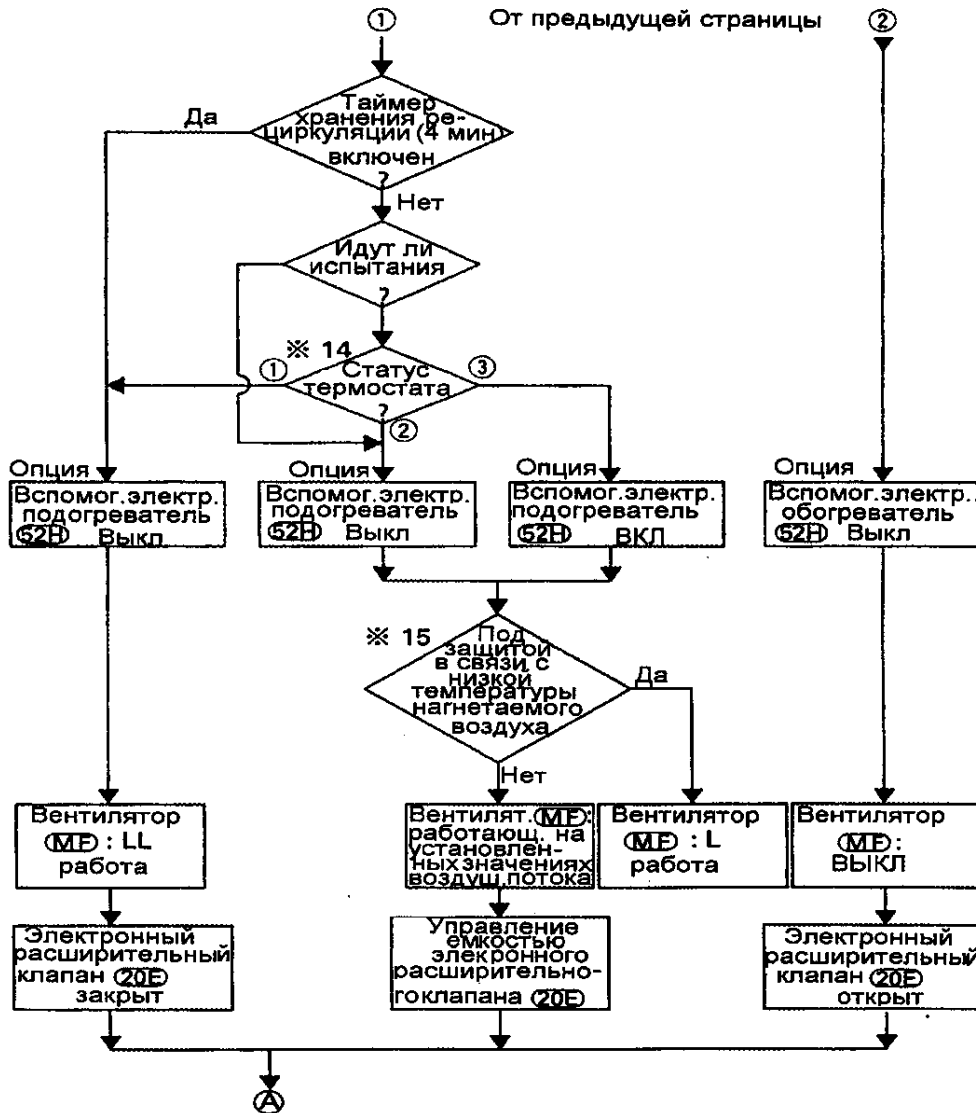 ① От предыдущей страницы ②
Таймер
хранения ре-
циркуляции (4 мин)
включен
?
Да
Нет
Идут ли
испытания
?
※ 14
① ③
Статус
термостата
?
②
Опция
Вспомог.электр.
подогреватель
52H Выкл
Опция
Вспомог.электр.
подогреватель
52H Выкл
Опция
Вспомог.электр.
подогреватель
52H ВКЛ
Опция
Вспомог.электр.
обогреватель
52H Выкл
※ 15
Под
защитой
в связи с
низкой
температуры
нагнетаемого
воздуха
Да
Нет
Вентилятор
MF : LL
работа
Вентилят. MF:
работающ. на
установлен-
ных значениях
воздуш.потока
Вентилятор
MF : L
работа
Вентилятор
MF:
ВЫКЛ
Электронный
расширительный
клапан 20E
закрыт
Управление
емкостью
элекронного
расширительно-
гоклапана 20E
Электронный
расширительный
клапан 20E
открыт
A